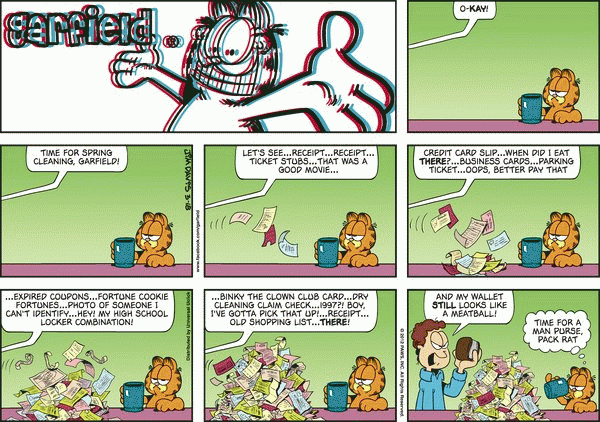 garfield
O-KAY!
TIME FOR SPRING
CLEANING, GARFIELD!
JIM DAVIS 3-18
LET'S SEE...RECEIPT...RECEIPT...
TICKET STUBS...THAT WAS A
GOOD MOVIE...
www.facebook.com/garfield
CREDIT CARD SLIP...WHEN DID I EAT
THERE?...BUSINESS CARDS...PARKING
TICKET...OOPS, BETTER PAY THAT
...EXPIRED COUPONS...FORTUNE COOKIE
FORTUNES...PHOTO OF SOMEONE I
CAN'T IDENTIFY...HEY! MY HIGH SCHOOL
LOCKER COMBINATION!
Distributed by Universal Uclick
...BINKY THE CLOWN CLUB CARD...DRY
CLEANING CLAIM CHECK...1997?! BOY,
I'VE GOTTA PICK THAT UP!...RECEIPT...
OLD SHOPPING LIST...THERE!
© 2012 PAWS, INC. All Rights Reserved.
AND MY WALLET
STILL LOOKS LIKE
A MEATBALL!
TIME FOR A
MAN PURSE,
PACK RAT